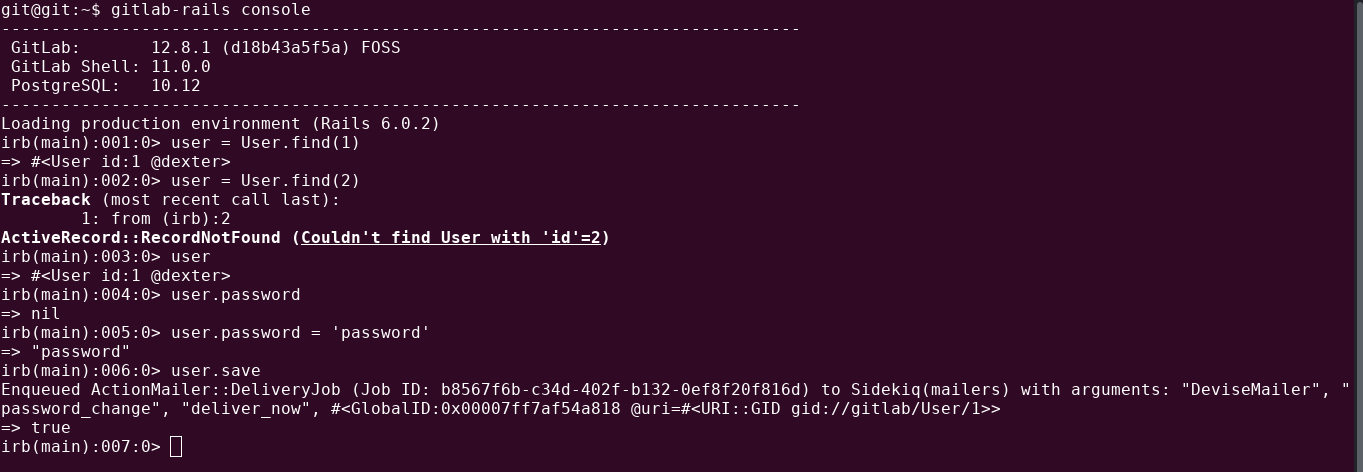 git@git:~$ gitlab-rails console
--------------------------------------------------------------------------------
 GitLab:       12.8.1 (d18b43a5f5a) FOSS
 GitLab Shell: 11.0.0
 PostgreSQL:   10.12
--------------------------------------------------------------------------------
Loading production environment (Rails 6.0.2)
irb(main):001:0> user = User.find(1)
=> #<User id:1 @dexter>
irb(main):002:0> user = User.find(2)
Traceback (most recent call last):
        1: from (irb):2
ActiveRecord::RecordNotFound (Couldn't find User with 'id'=2)
irb(main):003:0> user
=> #<User id:1 @dexter>
irb(main):004:0> user.password
=> nil
irb(main):005:0> user.password = 'password'
=> "password"
irb(main):006:0> user.save
Enqueued ActionMailer::DeliveryJob (Job ID: b8567f6b-c34d-402f-b132-0ef8f20f816d) to Sidekiq(mailers) with arguments: "DeviseMailer", "
password_change", "deliver_now", #<GlobalID:0x00007ff7af54a818 @uri=#<URI::GID gid://gitlab/User/1>>
=> true
irb(main):007:0>